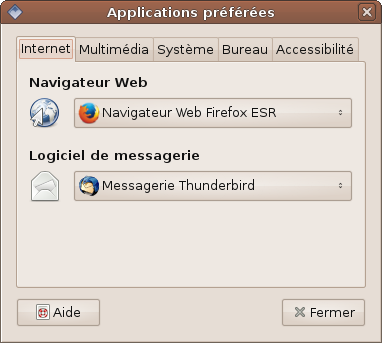 Applications préférées
Internet Multimédia Système Bureau Accessibilité
Navigateur Web
Navigateur Web Firefox ESR
Logiciel de messagerie
Messagerie Thunderbird
Aide Fermer